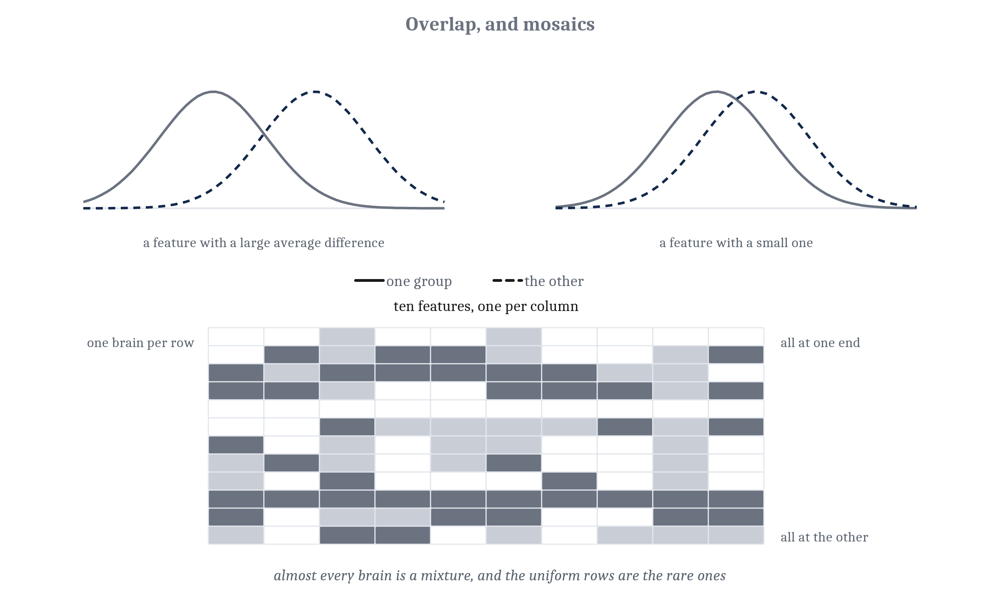 Overlap, and mosaics
a feature with a large average difference
a feature with a small one
one group
the other
ten features, one per column
one brain per row
all at one end
all at the other
almost every brain is a mixture, and the uniform rows are the rare ones